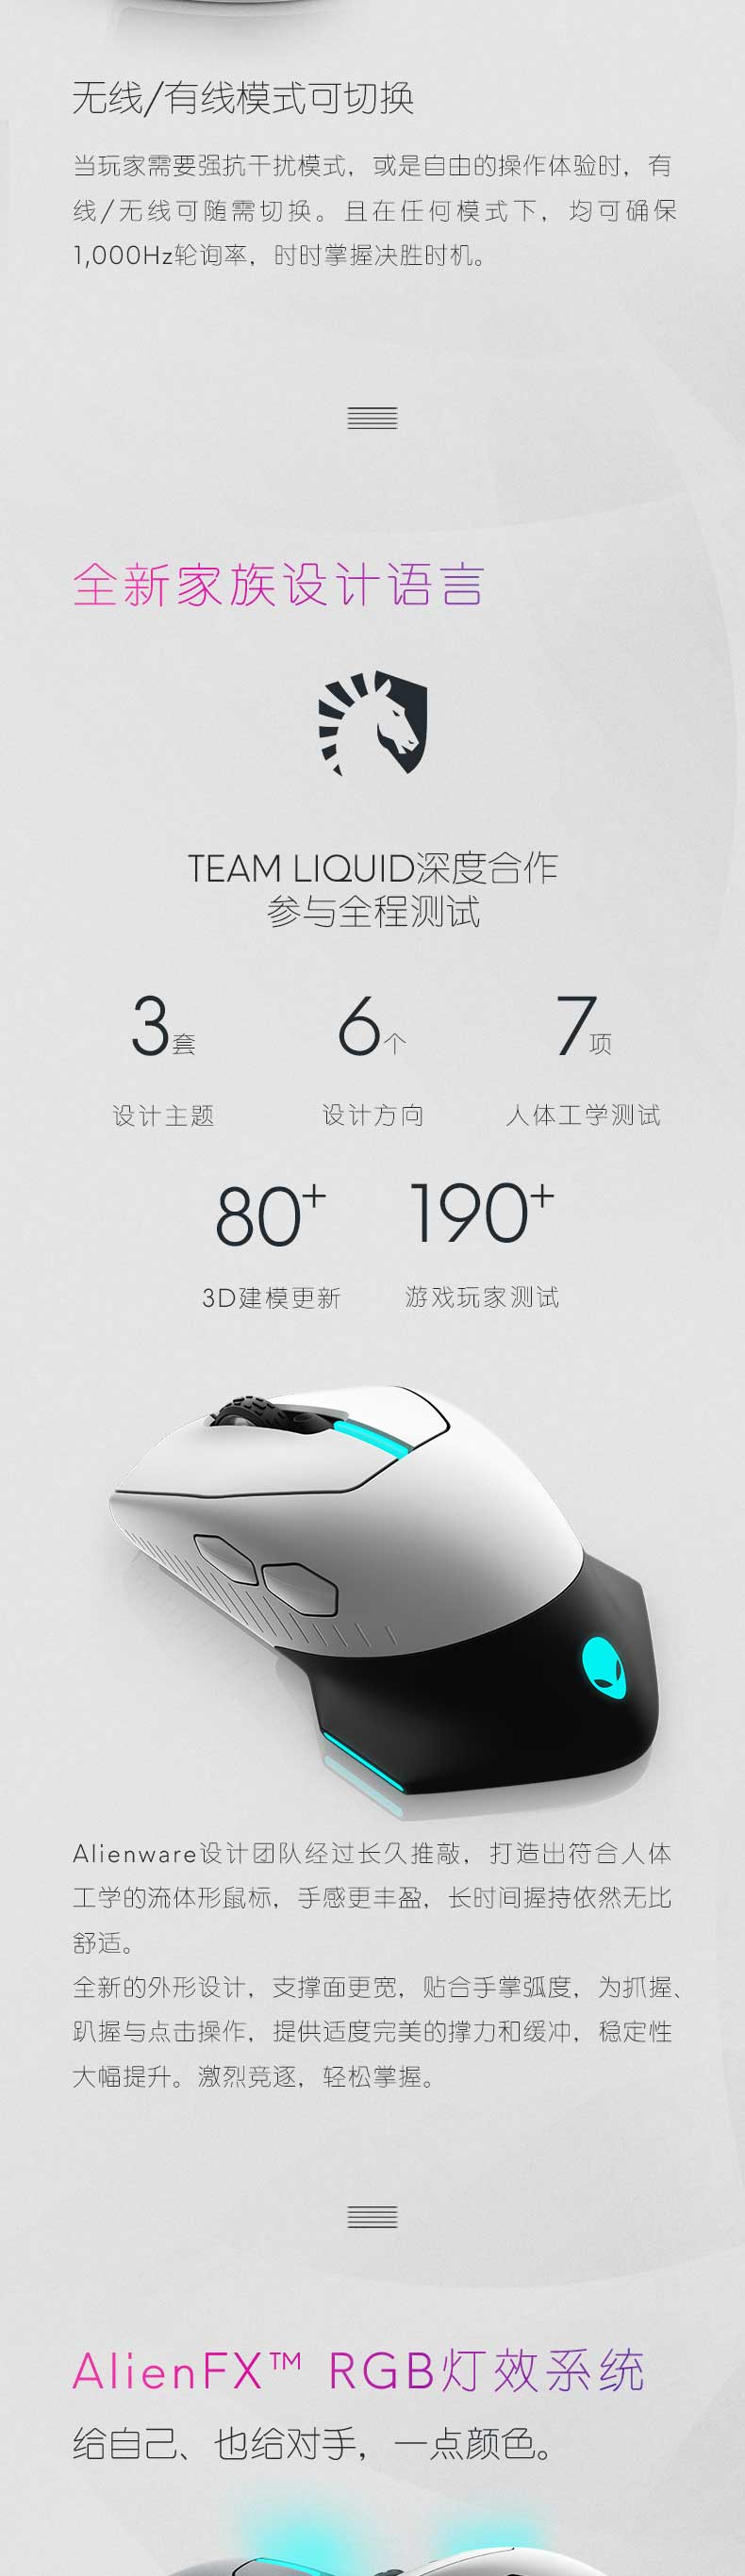 无线/有线模式可切换
当玩家需要强抗干扰模式，或是自由的操作体验时，有
线/无线可随需切换。且在任何模式下，均可确保
1,000Hz轮询率，时时掌握决胜时机。
全新家族设计语言
TEAM LIQUID深度合作
参与全程测试
3套
6个
7项
设计主题
设计方向
人体工学测试
80+
190+
3D建模更新
游戏玩家测试
Alienware设计团队经过长久推敲，打造出符合人体
工学的流体形鼠标，手感更丰盈，长时间握持依然无比
舒适。
全新的外形设计，支撑面更宽，贴合手掌弧度，为抓握、
趴握与点击操作，提供适度完美的撑力和缓冲，稳定性
大幅提升。激烈竞逐，轻松掌握。
AlienFX™ RGB灯效系统
给自己、也给对手，一点颜色。